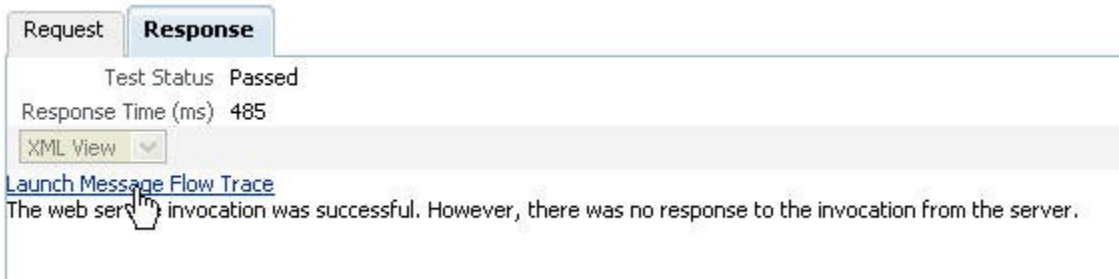 Request Response
Test Status Passed
Response Time (ms) 485
XML View
Launch Message Flow Trace
The web serv invocation was successful. However, there was no response to the invocation from the server.